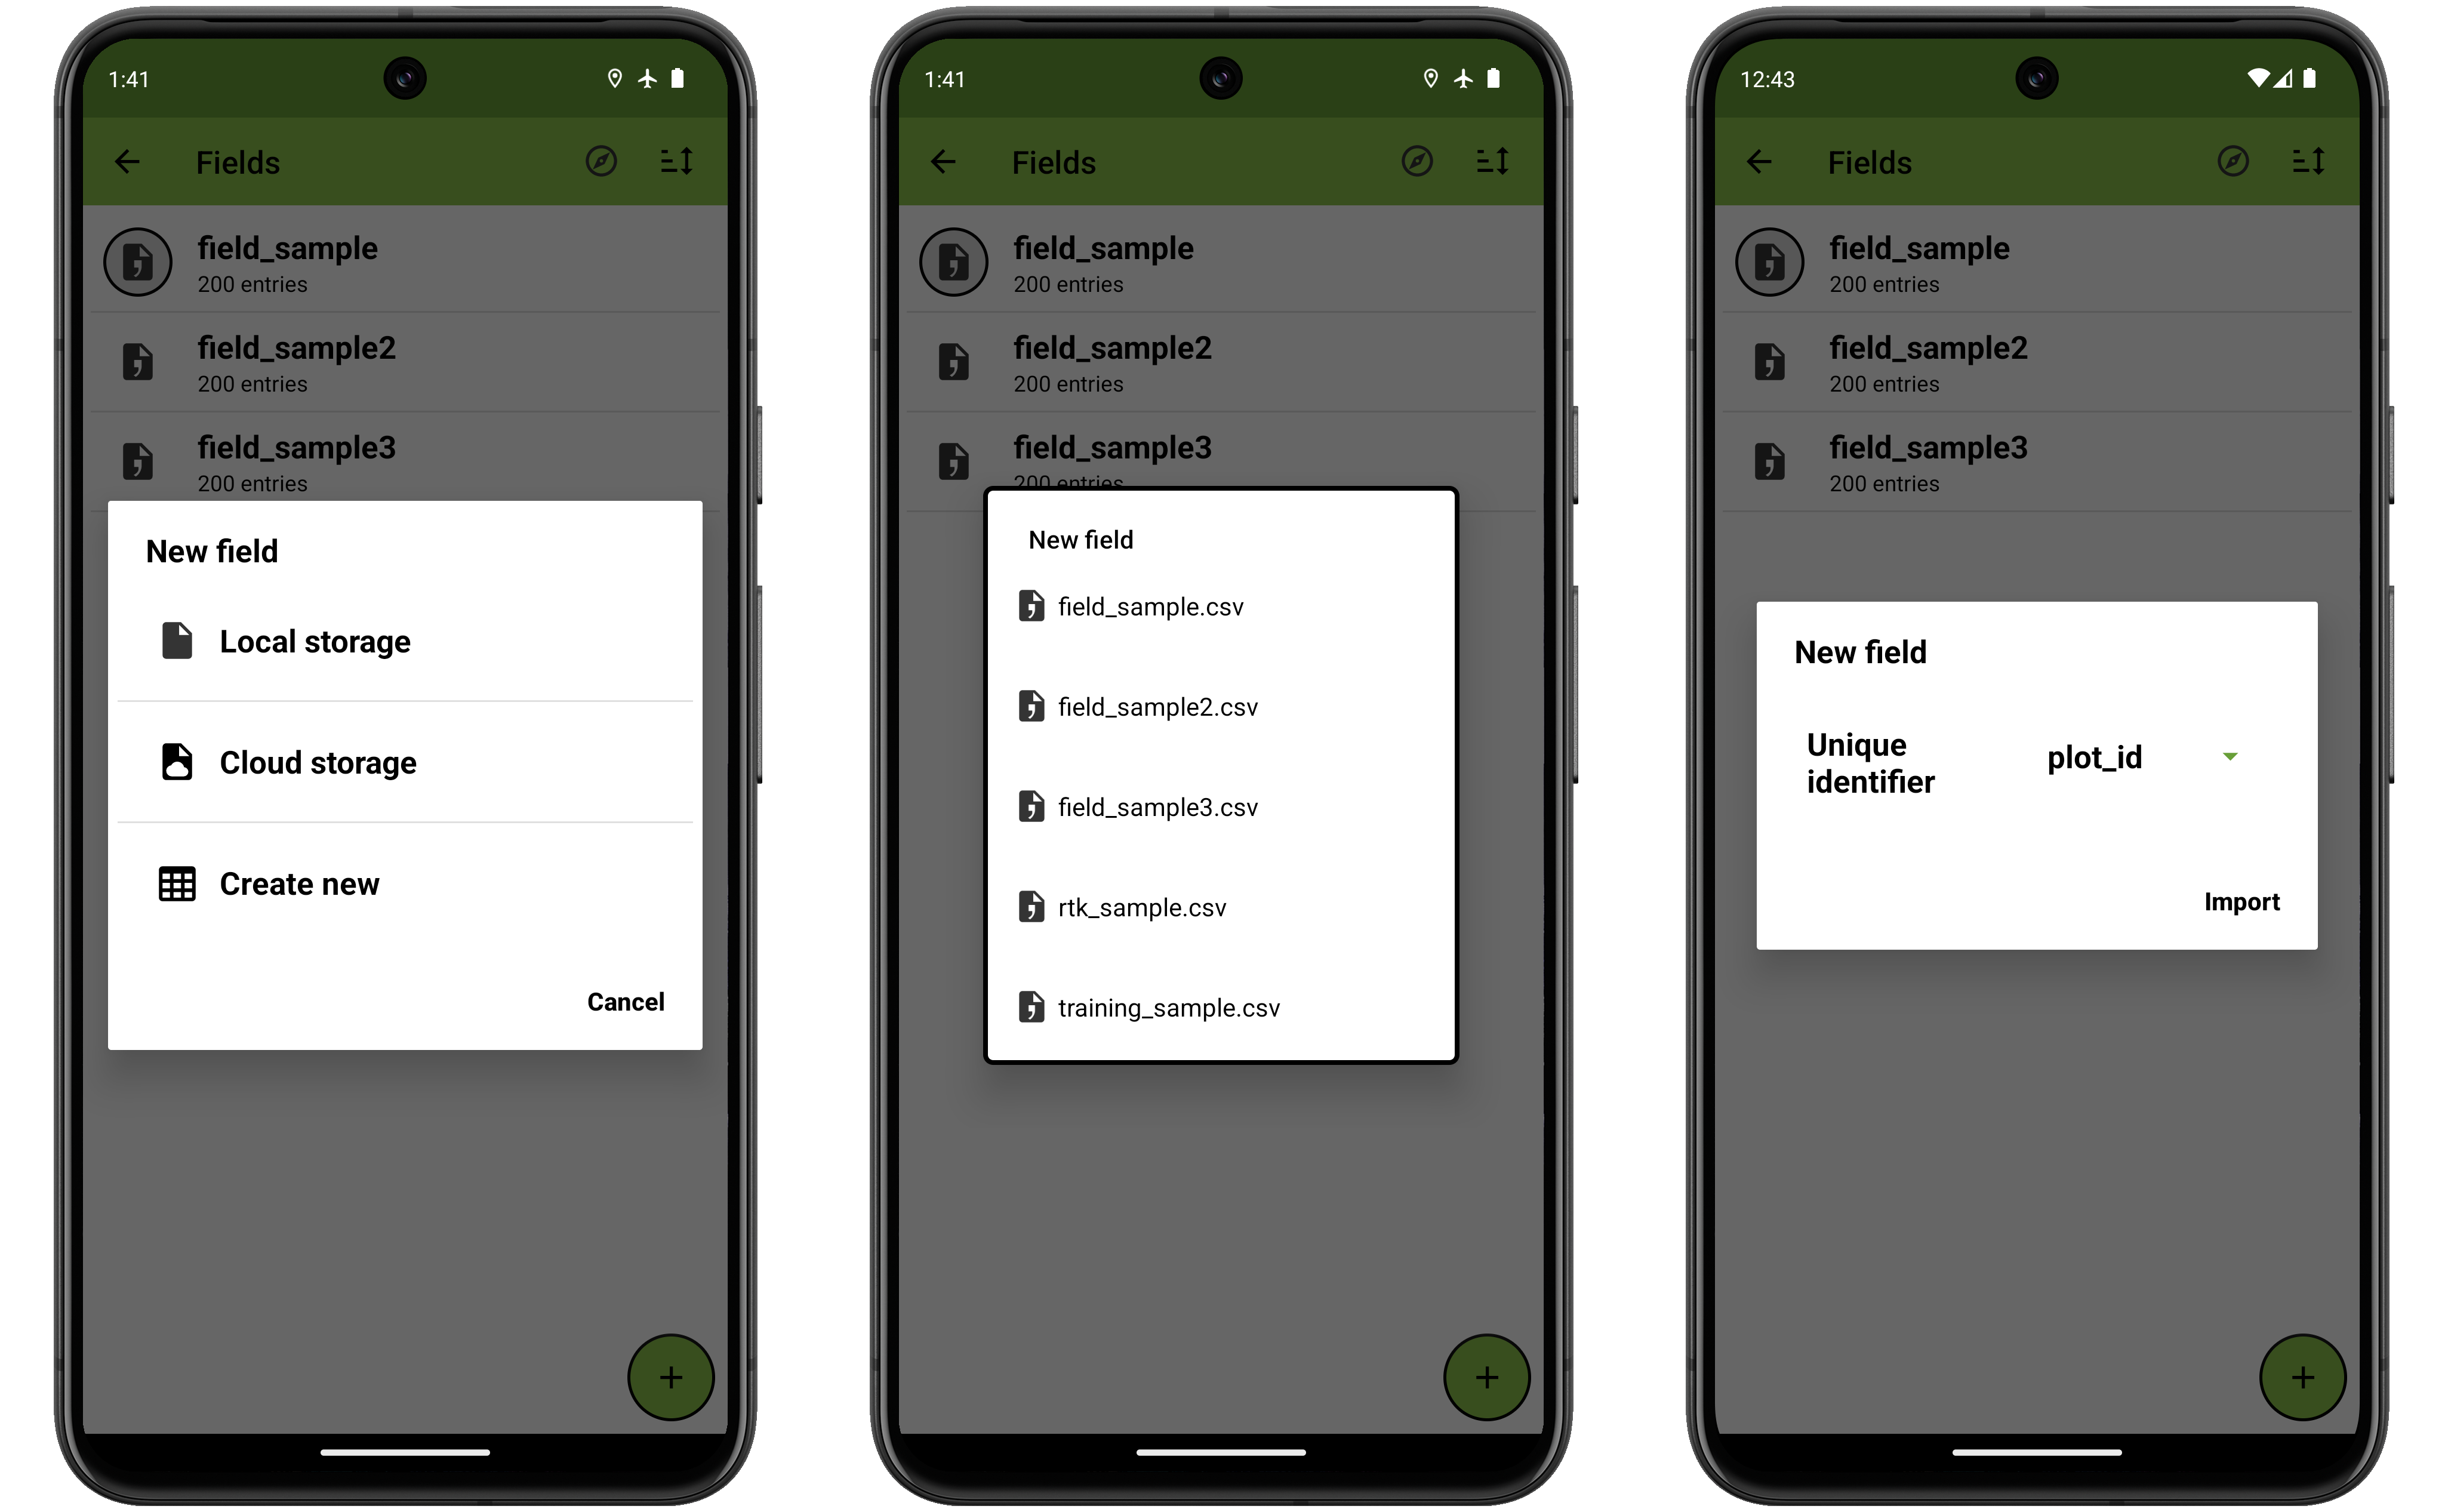 1:41
Fields
field_sample
200 entries
field_sample2
200 entries
field_sample3
200 entries
New field
Local storage
Cloud storage
Create new
Cancel
1:41
Fields
field_sample
200 entries
field_sample2
200 entries
field_sample3
200 entries
New field
field_sample.csv
field_sample2.csv
field_sample3.csv
rtk_sample.csv
training_sample.csv
12:43
Fields
field_sample
200 entries
field_sample2
200 entries
field_sample3
200 entries
New field
Unique
identifier
plot_id
Import